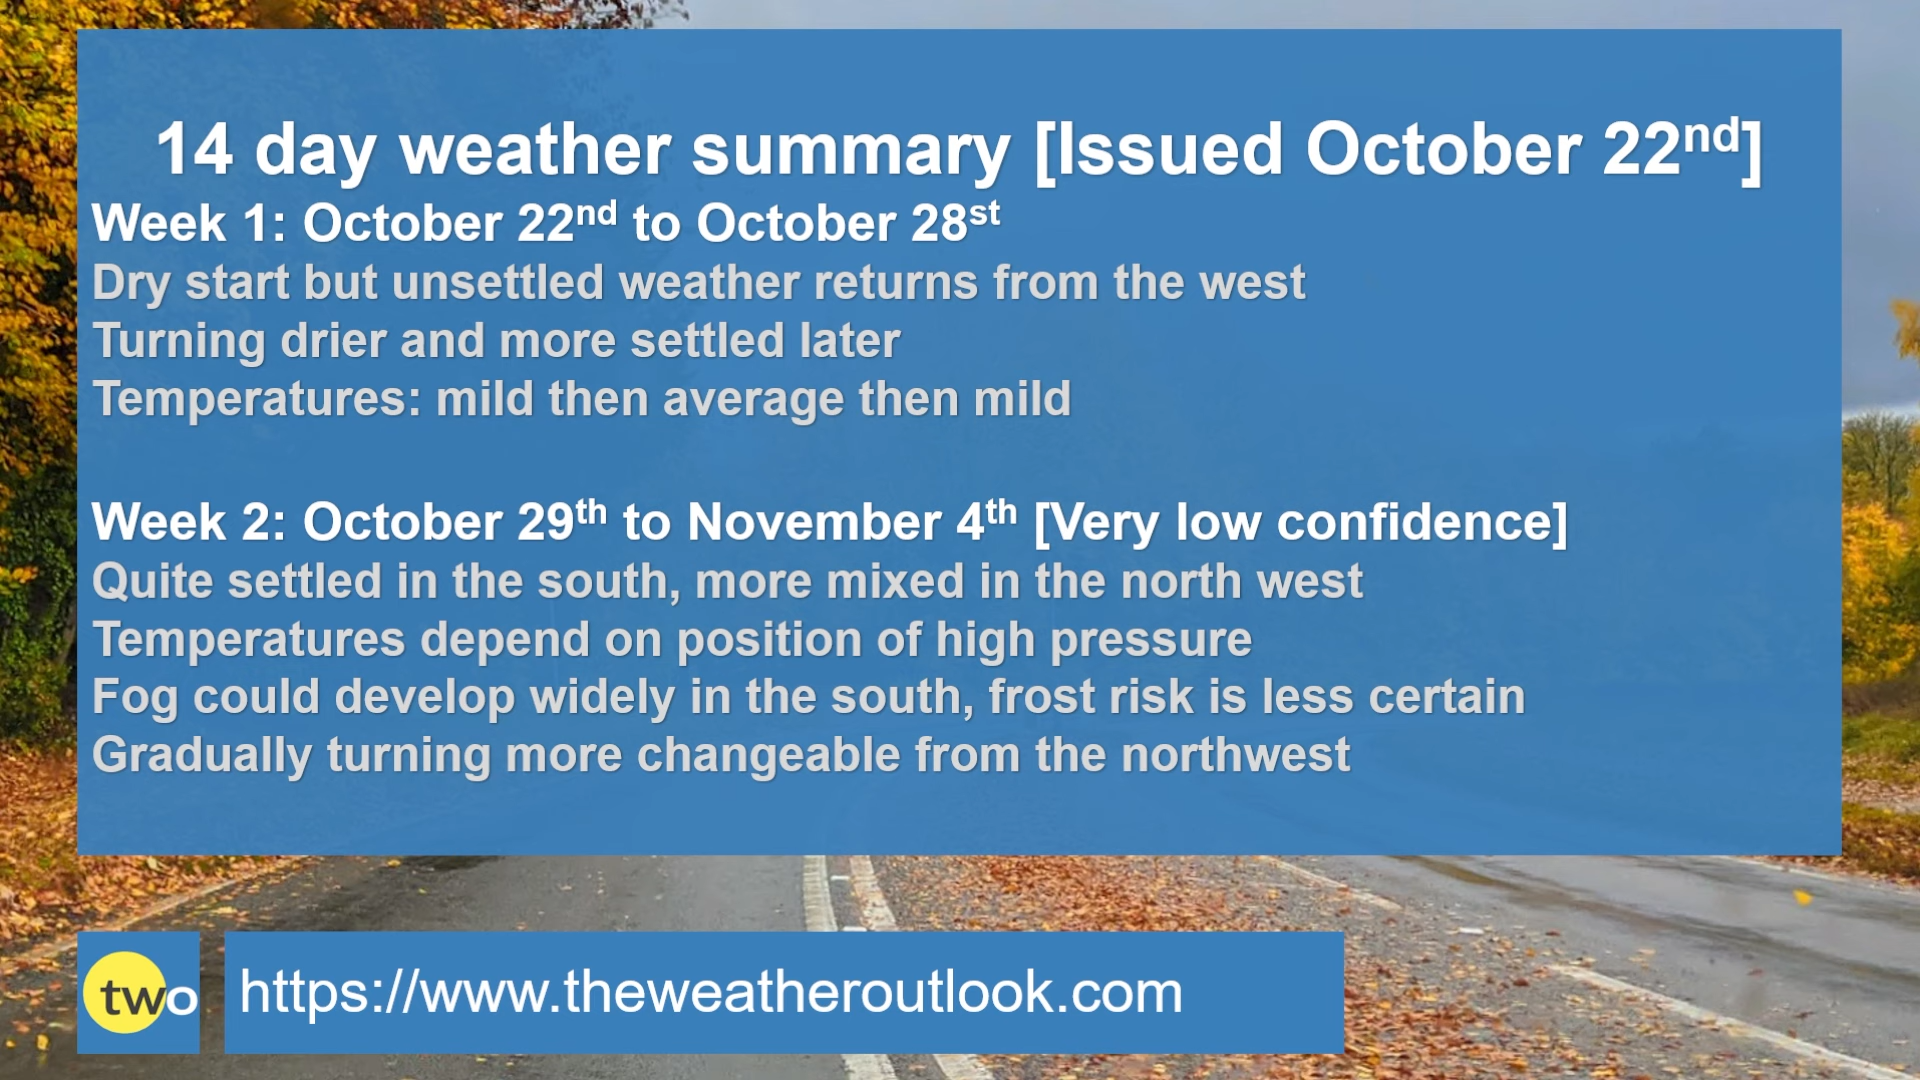 14 day weather summary [Issued October 22nd]
Week 1: October 22nd to October 28st
Dry start but unsettled weather returns from the west
Turning drier and more settled later
Temperatures: mild then average then mild
Week 2: October 29th to November 4th [Very low confidence]
Quite settled in the south, more mixed in the north west
Temperatures depend on position of high pressure
Fog could develop widely in the south, frost risk is less certain
Gradually turning more changeable from the northwest
two
https://www.theweatheroutlook.com